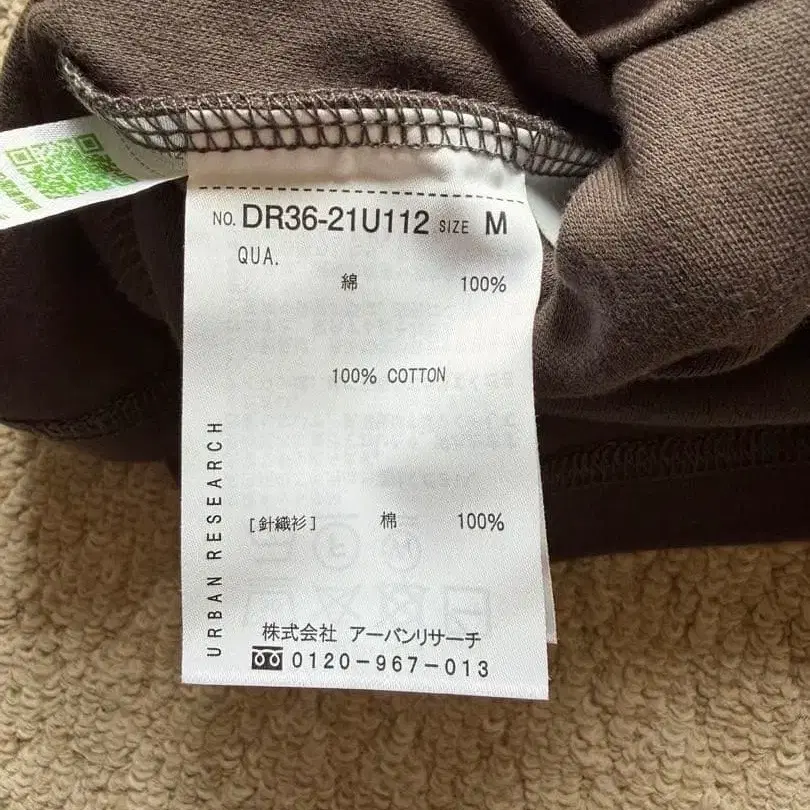 NO. DR36-21U112 SIZE M
QUA.
綿 100%
100% COTTON
[針織衫] 棉 100%
URBAN RESEARCH
株式会社 アーバンリサーチ
0120-967-013